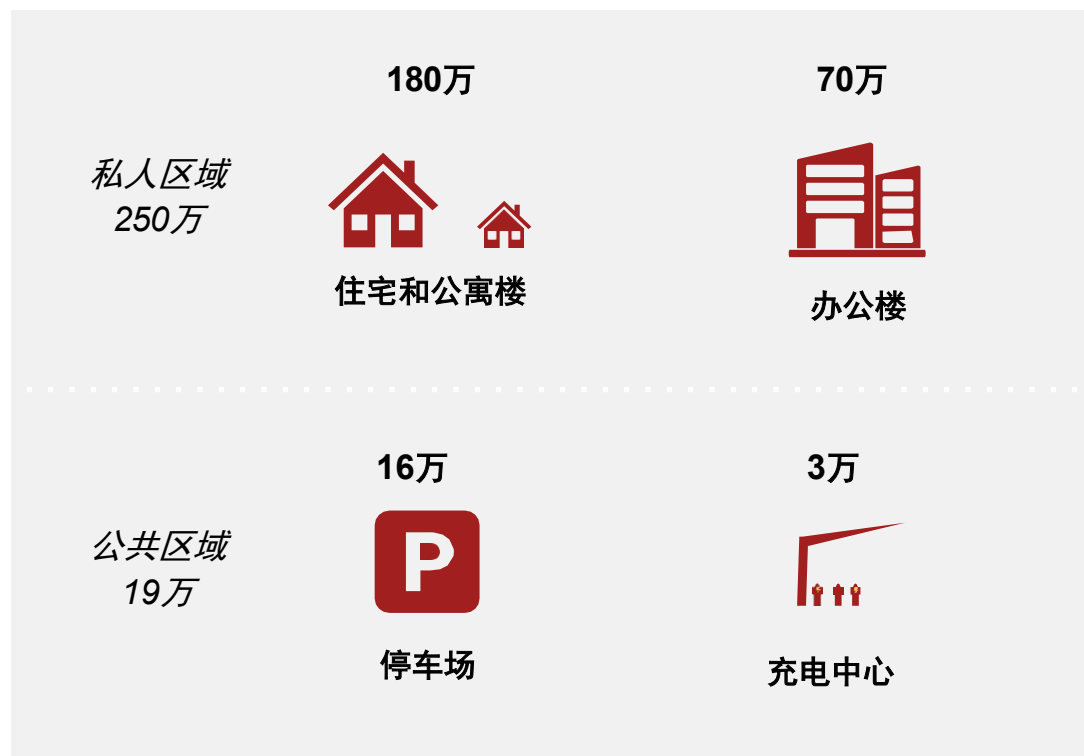 180万
70万
私人区域
250万
住宅和公寓楼
办公楼
16万
3万
公共区域
19万
P
停车场
充电中心